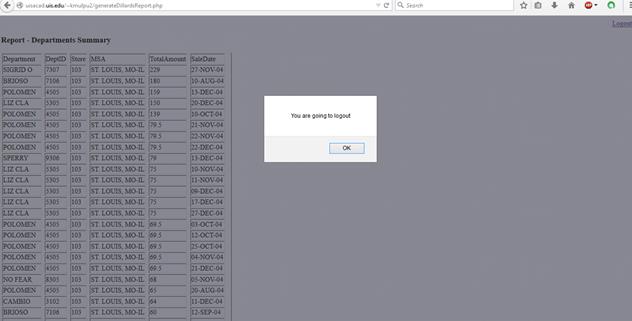 uisacad.uis.edu/~kmulpu2/generateDillardsReport.php
Search
Logout
Report - Departments Summary
Department DeptID Store MSA TotalAmount SaleDate
SIGRID O 7307 103 ST. LOUIS, MO-IL 229 27-NOV-04
BRIOSO 7106 103 ST. LOUIS, MO-IL 180 10-AUG-04
POLOMEN 4505 103 ST. LOUIS, MO-IL 159 13-DEC-04
LIZ CLA 5303 103 ST. LOUIS, MO-IL 150 20-DEC-04
POLOMEN 4505 103 ST. LOUIS, MO-IL 139 10-OCT-04
POLOMEN 4505 103 ST. LOUIS, MO-IL 79.5 21-NOV-04
POLOMEN 4505 103 ST. LOUIS, MO-IL 79.5 22-NOV-04
POLOMEN 4505 103 ST. LOUIS, MO-IL 79.5 22-DEC-04
SPERRY 9306 103 ST. LOUIS, MO-IL 79 13-DEC-04
LIZ CLA 5303 103 ST. LOUIS, MO-IL 75 10-NOV-04
LIZ CLA 5303 103 ST. LOUIS, MO-IL 75 11-NOV-04
LIZ CLA 5303 103 ST. LOUIS, MO-IL 75 09-DEC-04
LIZ CLA 5303 103 ST. LOUIS, MO-IL 75 17-DEC-04
LIZ CLA 5303 103 ST. LOUIS, MO-IL 75 27-DEC-04
POLOMEN 4505 103 ST. LOUIS, MO-IL 69.5 03-OCT-04
POLOMEN 4505 103 ST. LOUIS, MO-IL 69.5 12-OCT-04
POLOMEN 4505 103 ST. LOUIS, MO-IL 69.5 25-OCT-04
POLOMEN 4505 103 ST. LOUIS, MO-IL 69.5 04-NOV-04
POLOMEN 4505 103 ST. LOUIS, MO-IL 69.5 21-DEC-04
NO FEAR 8305 103 ST. LOUIS, MO-IL 68 05-NOV-04
POLOMEN 4505 103 ST. LOUIS, MO-IL 65 20-AUG-04
CAMBIO 3102 103 ST. LOUIS, MO-IL 64 11-DEC-04
BRIOSO 7106 103 ST. LOUIS, MO-IL 60 12-SEP-04
You are going to logout
OK